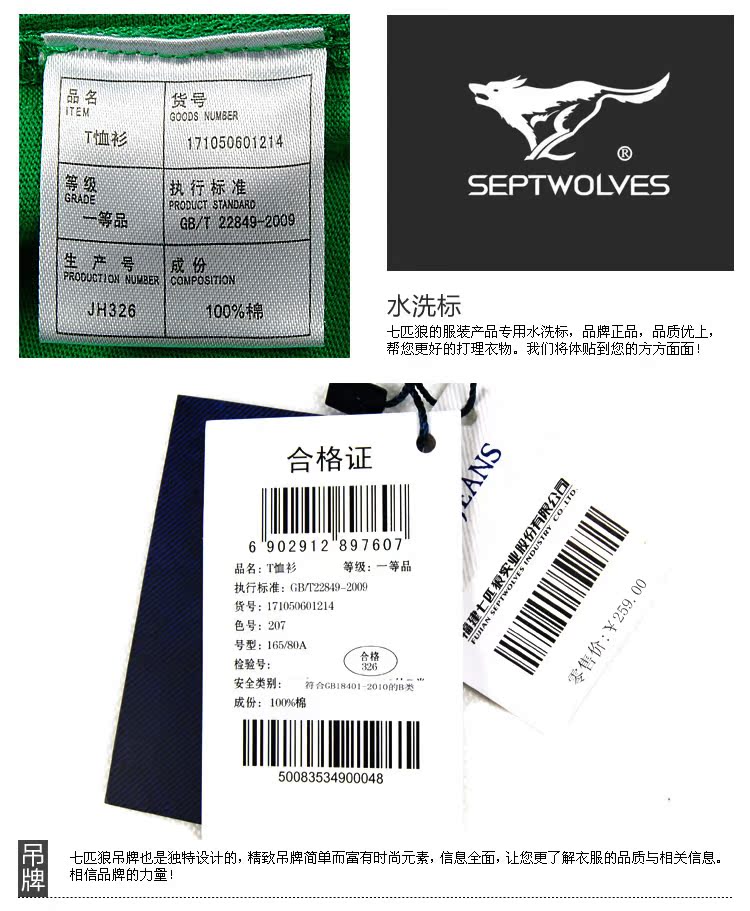 品名
ITEM
T恤衫
货号
GOODS NUMBER
171050601214
等级
GRADE
一等品
执行标准
PRODUCT STANDARD
GB/T 22849-2009
生产号
PRODUCTION NUMBER
JH326
成份
COMPOSITION
100%棉
®
SEPTWOLVES
水洗标
七匹狼的服装产品专用水洗标，品牌正品，品质优上，
帮您更好的打理衣物。我们将体贴到您的方方面面！
合格证
6 902912 897607
品名：T恤衫 等级：一等品
执行标准：GB/T22849-2009
货号：171050601214
色号：207
号型：165/80A
检验号：
合格
326
安全类别： 符合GB18401-2010的B类
成份：100%棉
50083534900048
JEANS
福建七匹狼实业股份有限公司
FUJIAN SEPTWOLVES INDUSTRY CO.,LTD.
零售价：¥259.00
吊牌
七匹狼吊牌也是独特设计的，精致吊牌简单而富有时尚元素，信息全面，让您更了解衣服的品质与相关信息。
相信品牌的力量！